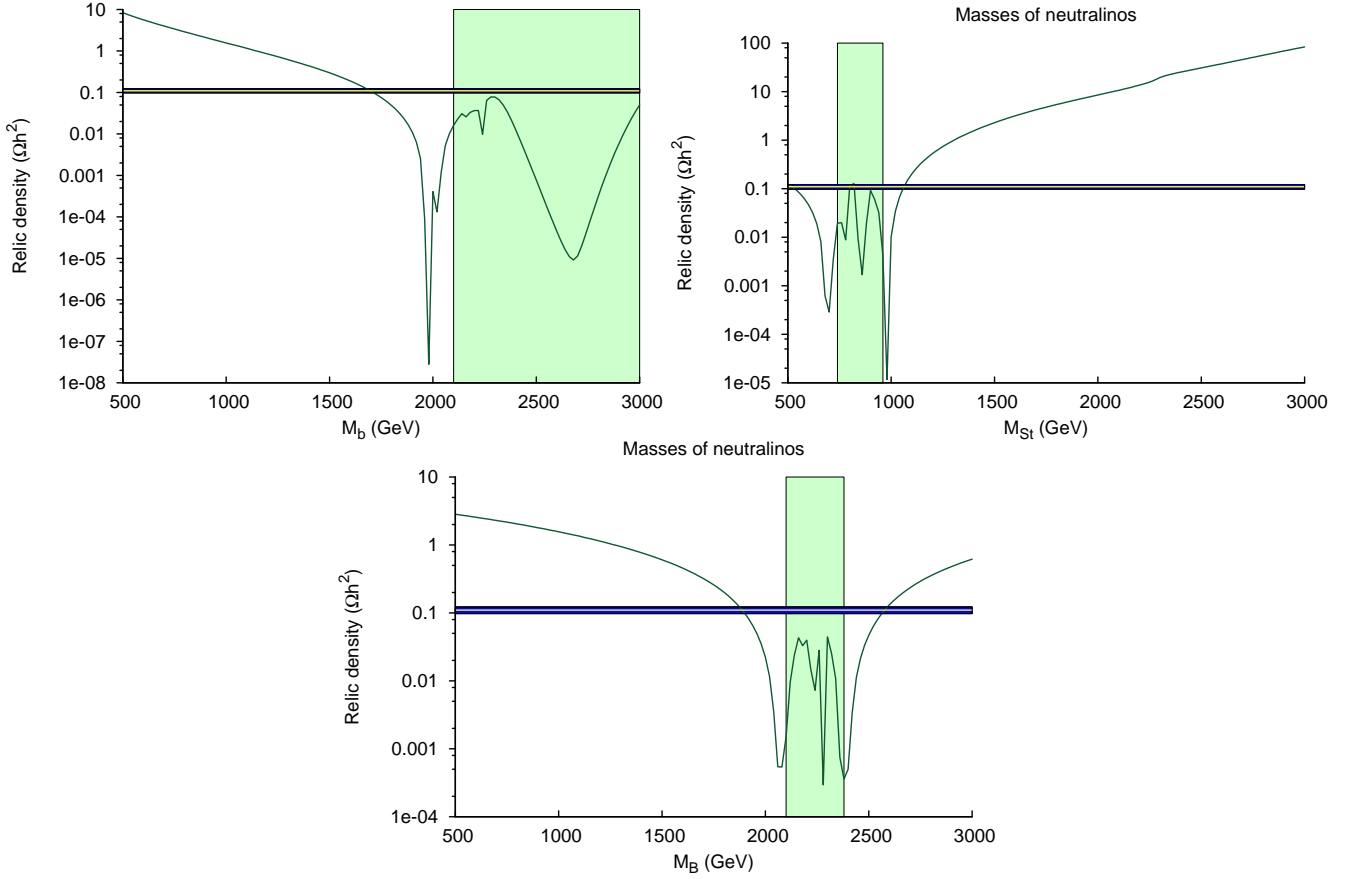 10
1
0.1
0.01
0.001
1e-04
1e-05
1e-06
1e-07
1e-08
Relic density (Ωh²)
500 1000 1500 2000 2500 3000
M_b (GeV)
Masses of neutralinos
100
10
1
0.1
0.01
0.001
1e-04
1e-05
Relic density (Ωh²)
500 1000 1500 2000 2500 3000
M_St (GeV)
Masses of neutralinos
10
1
0.1
0.01
0.001
1e-04
Relic density (Ωh²)
500 1000 1500 2000 2500 3000
M_B (GeV)